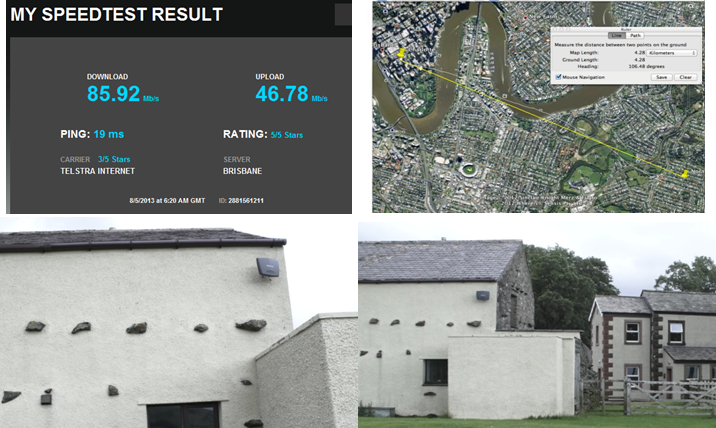 MY SPEEDTEST RESULT
DOWNLOAD
85.92 Mb/s
UPLOAD
46.78 Mb/s
PING: 19 ms
RATING: 5/5 Stars
CARRIER 3/5 Stars
TELSTRA INTERNET
SERVER
BRISBANE
8/5/2013 at 6:20 AM GMT ID: 2881561211
Ruler
Line Path
Measure the distance between two points on the ground
Map Length: 4.28 Kilometers
Ground Length: 4.28
Heading: 106.48 degrees
Mouse Navigation
Save Clear